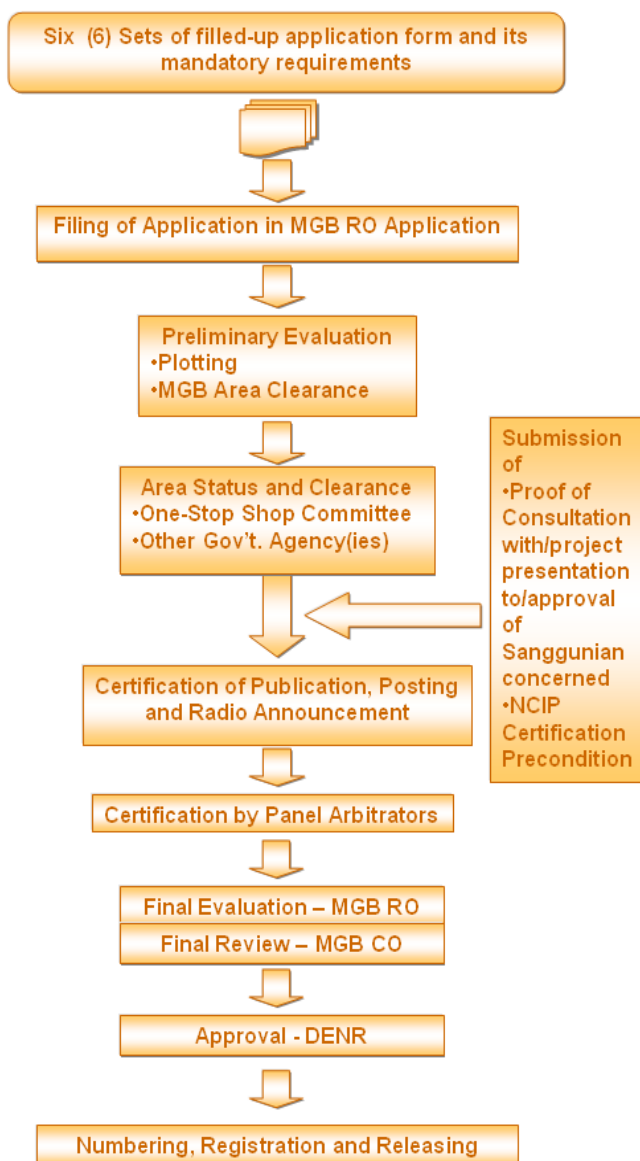 Six (6) Sets of filled-up application form and its
mandatory requirements
Filing of Application in MGB RO Application
Preliminary Evaluation
•Plotting
•MGB Area Clearance
Area Status and Clearance
•One-Stop Shop Committee
•Other Gov't. Agency(ies)
Submission
of
•Proof of
Consultation
with/project
presentation
to/approval
of
Sanggunian
concerned
•NCIP
Certification
Precondition
Certification of Publication, Posting
and Radio Announcement
Certification by Panel Arbitrators
Final Evaluation – MGB RO
Final Review – MGB CO
Approval - DENR
Numbering, Registration and Releasing